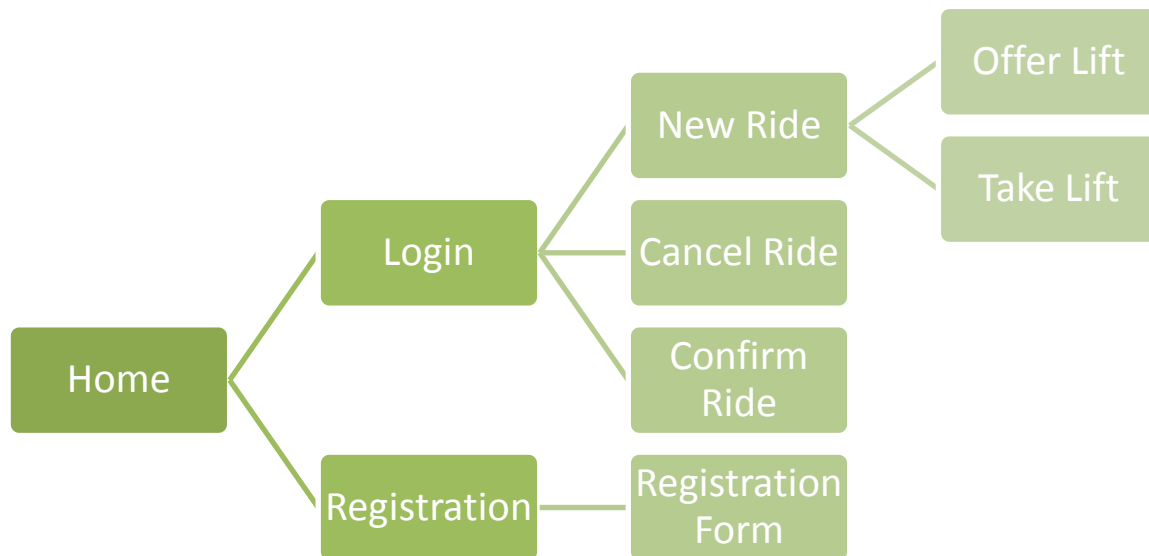 Home
Login
Registration
New Ride
Cancel Ride
Confirm
Ride
Registration
Form
Offer Lift
Take Lift